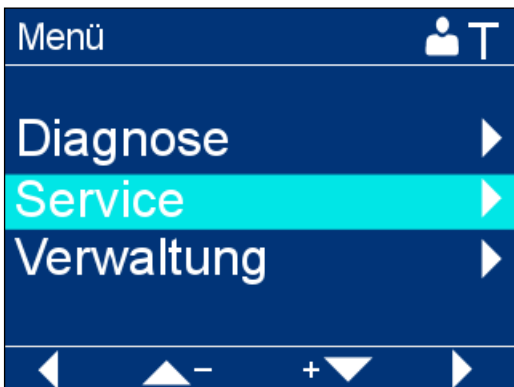 Menü T
Diagnose
Service
Verwaltung
- +